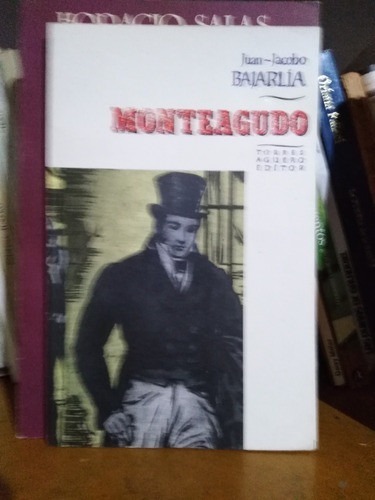 HORACIO SALAS
Juan-Jacobo
BAJARLÍA
MONTEAGUDO
TORRES
AGÜERO
EDITOR